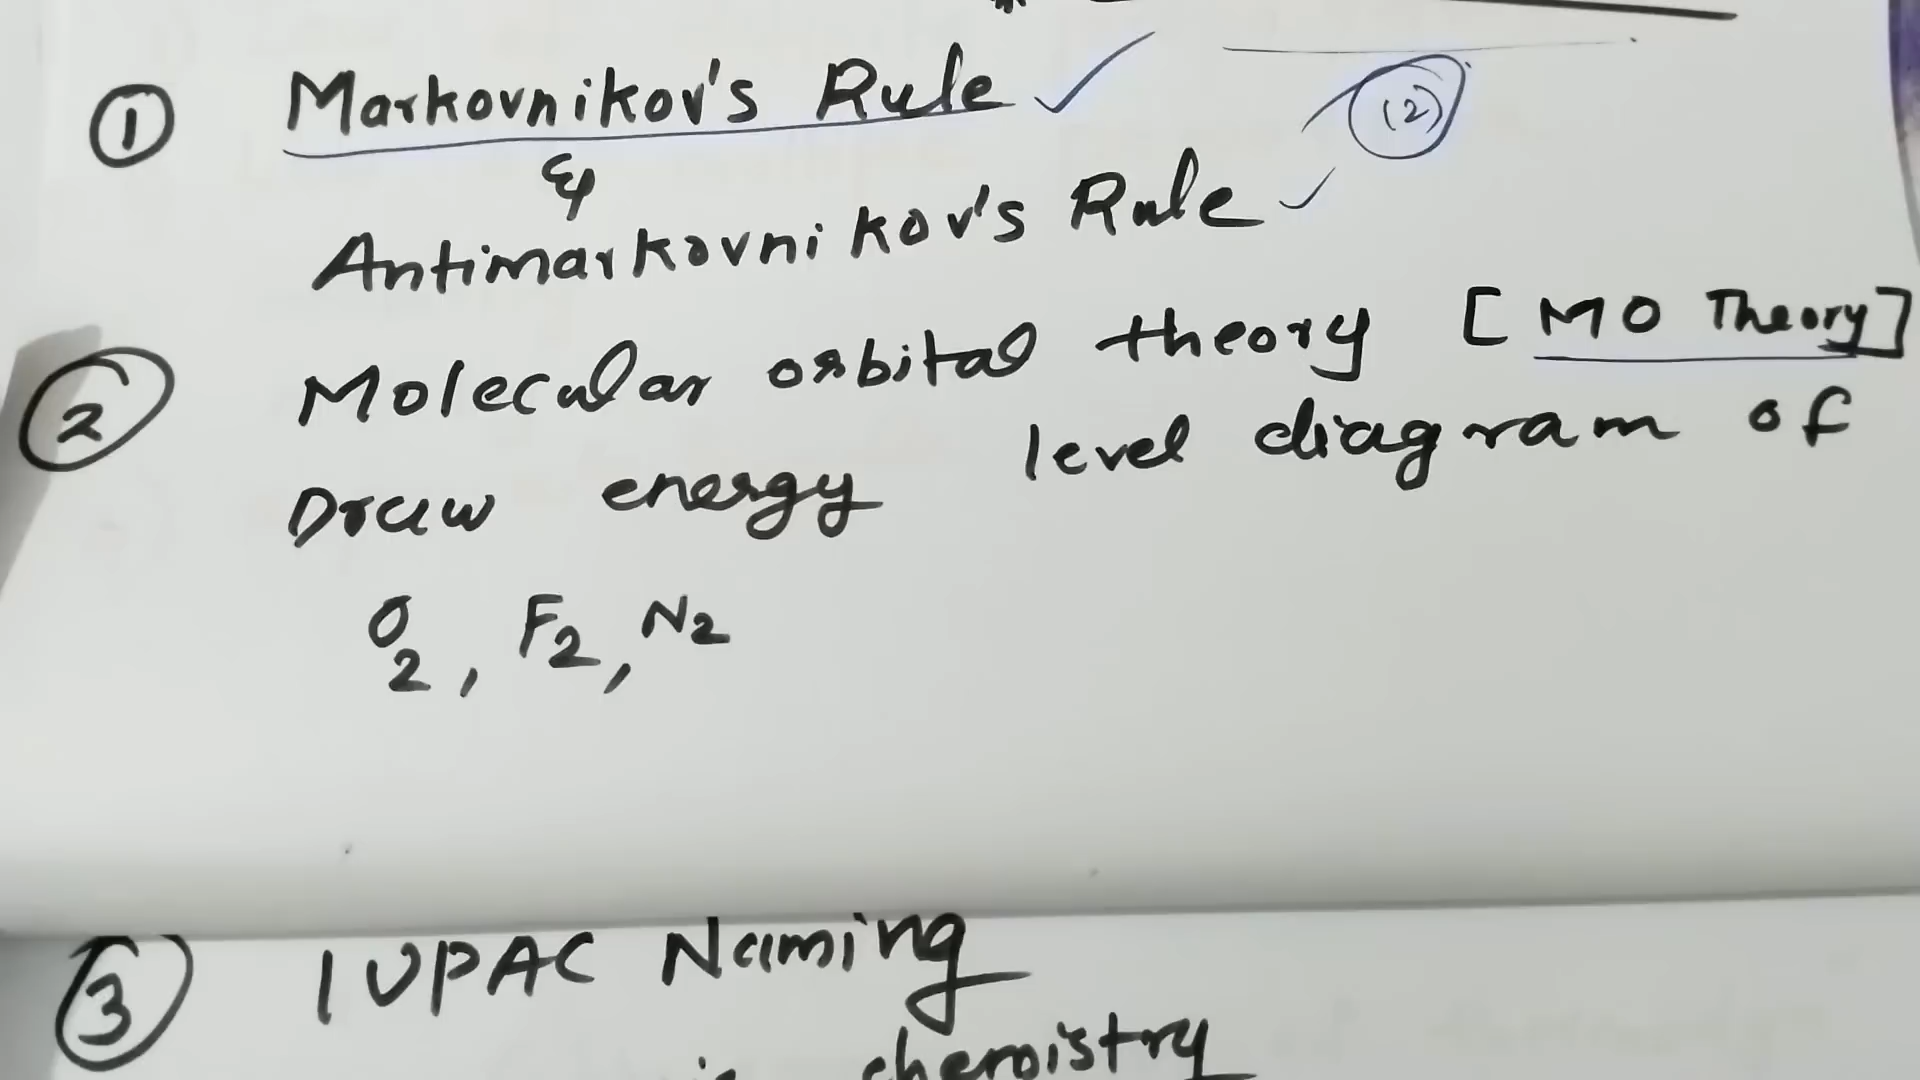 ① Markovnikov's Rule ✓ (2)
&
Antimarkovnikov's Rule ✓
② Molecular orbital theory [MO Theory]
Draw energy level diagram of
O2, F2, N2
③ IUPAC Naming
chemistry